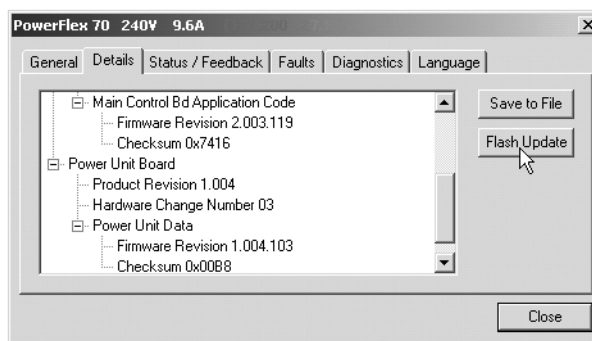 PowerFlex 70 240V 9.6A
General Details Status / Feedback Faults Diagnostics Language
Main Control Bd Application Code
Firmware Revision 2.003.119
Checksum 0x7416
Power Unit Board
Product Revision 1.004
Hardware Change Number 03
Power Unit Data
Firmware Revision 1.004.103
Checksum 0x00B8
Save to File
Flash Update
Close